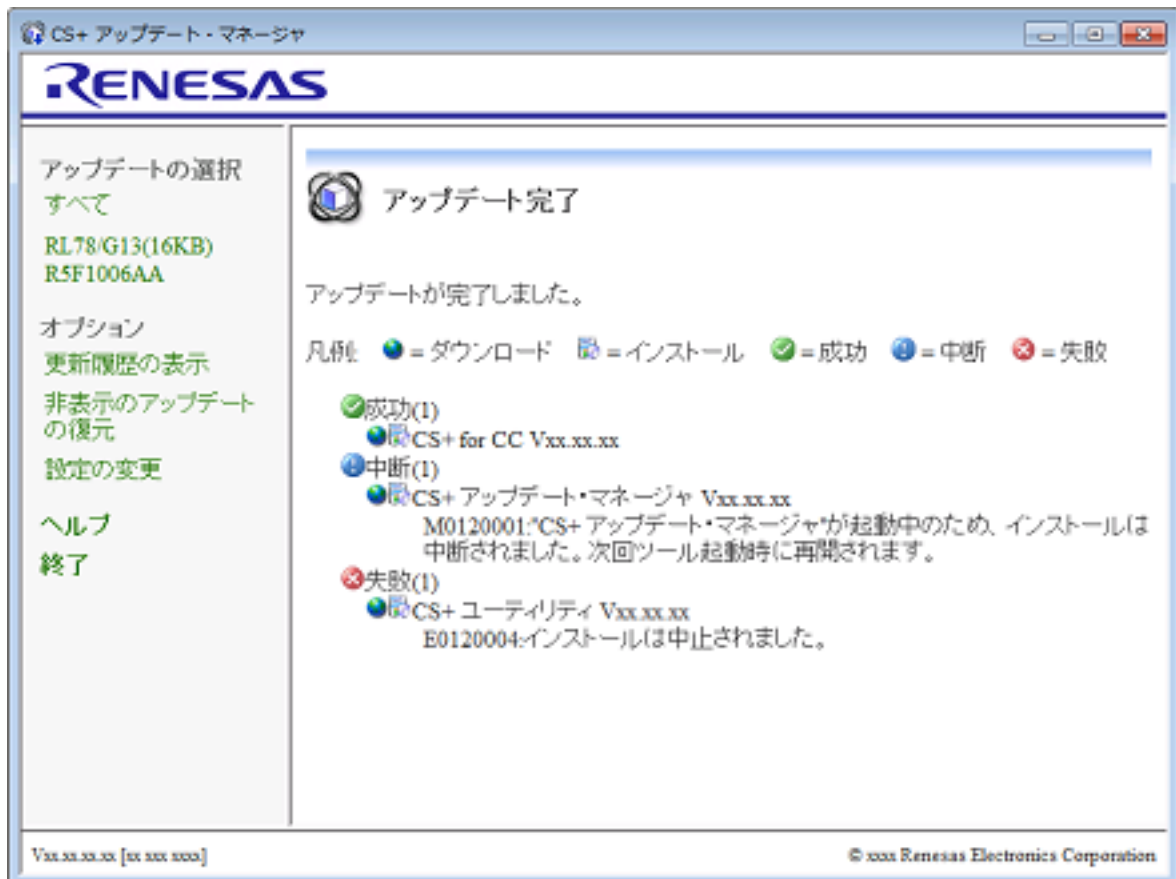 CS+ アップデート・マネージャ
RENESAS
アップデートの選択
すべて
RL78/G13(16KB)
R5F1006AA
オプション
更新履歴の表示
非表示のアップデート
の復元
設定の変更
ヘルプ
終了
アップデート完了
アップデートが完了しました。
凡例: = ダウンロード = インストール = 成功 = 中断 = 失敗
成功(1)
CS+ for CC Vxx.xx.xx
中断(1)
CS+ アップデート・マネージャ Vxx.xx.xx
M0120001:"CS+ アップデート・マネージャ"が起動中のため、インストールは
中断されました。次回ツール起動時に再開されます。
失敗(1)
CS+ ユーティリティ Vxx.xx.xx
E0120004:インストールは中止されました。
Vxx.xx.xx.xx [xx xxx xxxx]
© xxxx Renesas Electronics Corporation